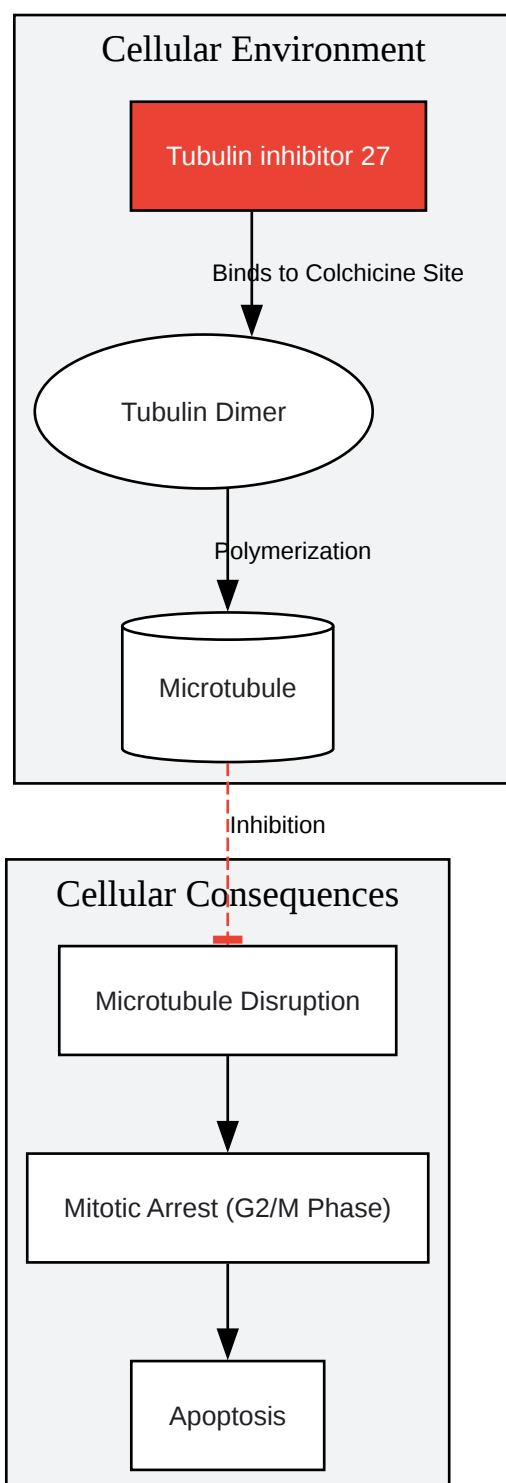 Cellular Environment
Tubulin inhibitor 27
Binds to Colchicine Site
Tubulin Dimer
Polymerization
Microtubule
Inhibition
Cellular Consequences
Microtubule Disruption
Mitotic Arrest (G2/M Phase)
Apoptosis